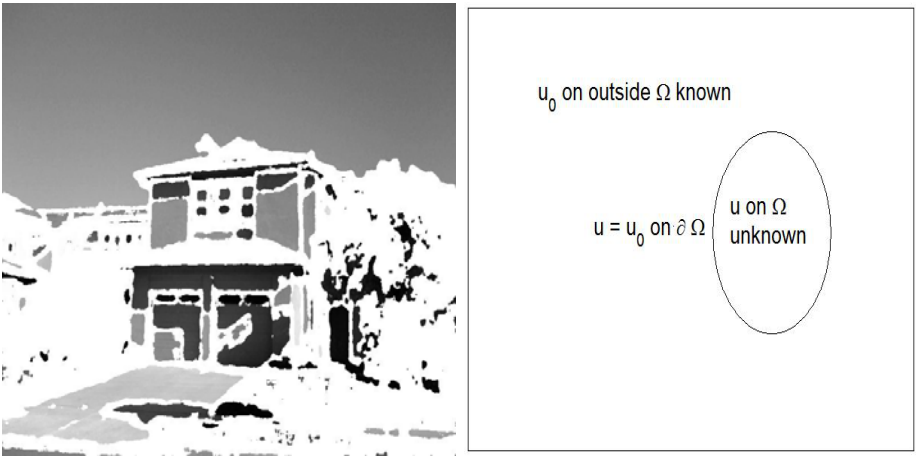 u₀ on outside Ω known
u = u₀ on ∂ Ω
u on Ω
unknown